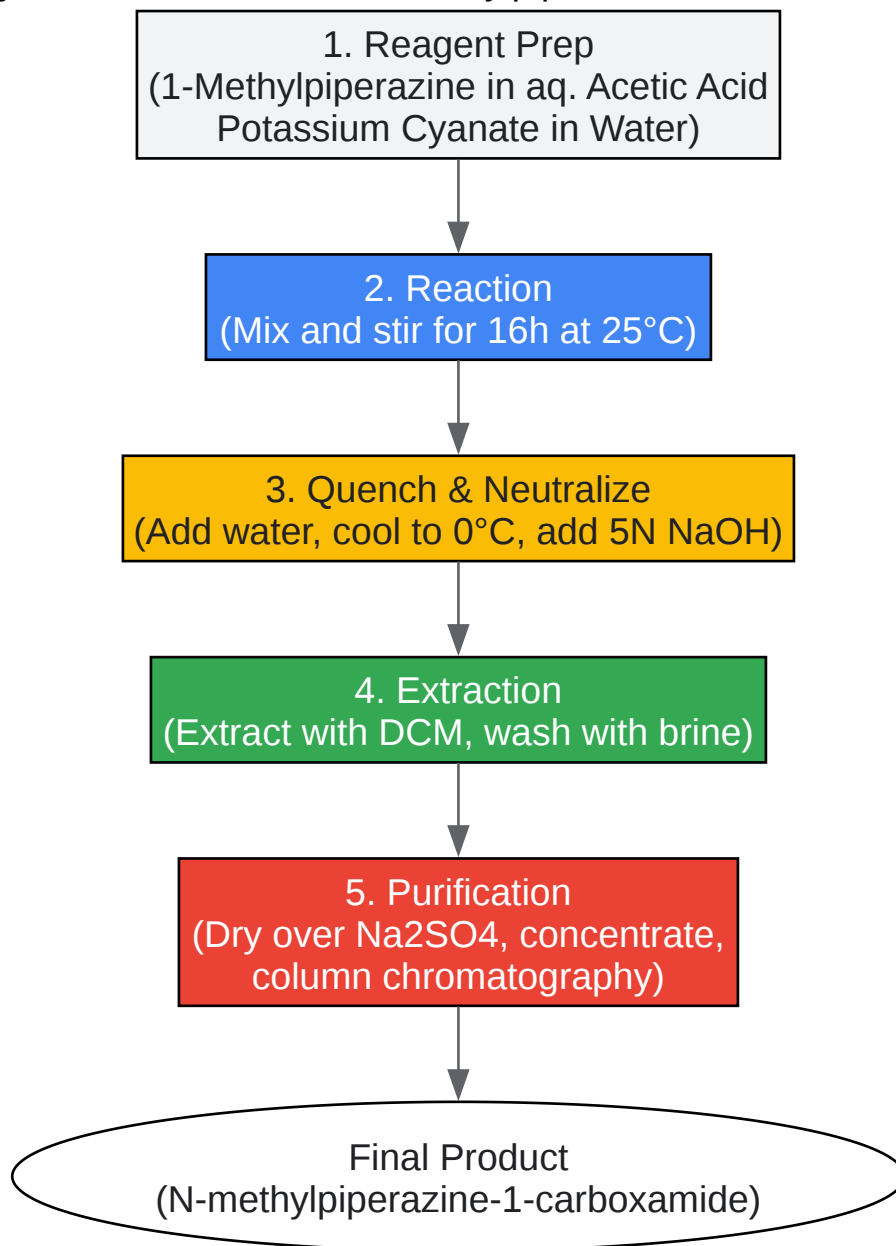 1. Reagent Prep
(1-Methylpiperazine in aq. Acetic Acid
Potassium Cyanate in Water)
2. Reaction
(Mix and stir for 16h at 25°C)
3. Quench & Neutralize
(Add water, cool to 0°C, add 5N NaOH)
4. Extraction
(Extract with DCM, wash with brine)
5. Purification
(Dry over Na2SO4, concentrate,
column chromatography)
Final Product
(N-methylpiperazine-1-carboxamide)